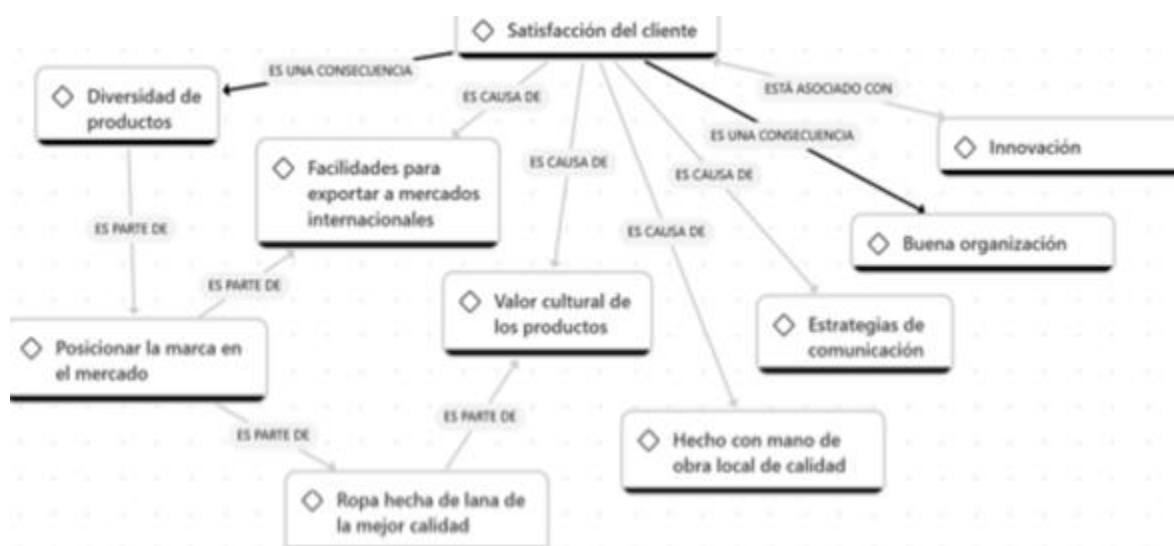 Satisfacción del cliente
ES UNA CONSECUENCIA
Diversidad de
productos
ES CAUSA DE
ESTÁ ASOCIADO CON
ES UNA CONSECUENCIA
Innovación
Facilidades para
exportar a mercados
internacionales
ES CAUSA DE
ES CAUSA DE
ES PARTE DE
ES CAUSA DE
Buena organización
ES PARTE DE
Valor cultural de
los productos
Estrategias de
comunicación
Posicionar la marca en
el mercado
ES PARTE DE
ES PARTE DE
Hecho con mano de
obra local de calidad
Ropa hecha de lana de
la mejor calidad